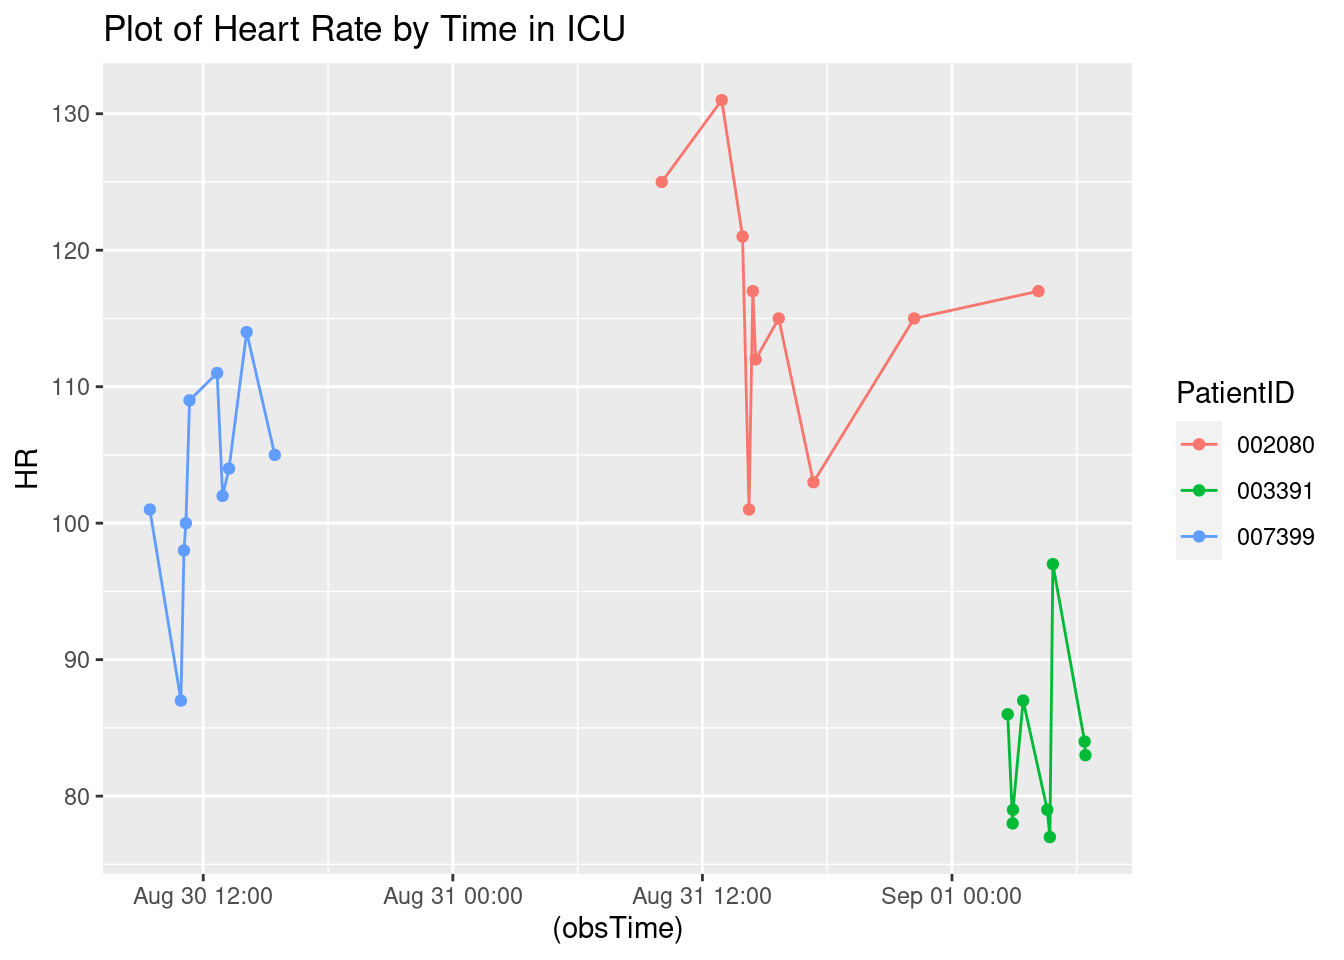 Plot of Heart Rate by Time in ICU
130
120
110
100
90
80
HR
Aug 30 12:00
Aug 31 00:00
Aug 31 12:00
Sep 01 00:00
(obsTime)
PatientID
002080
003391
007399